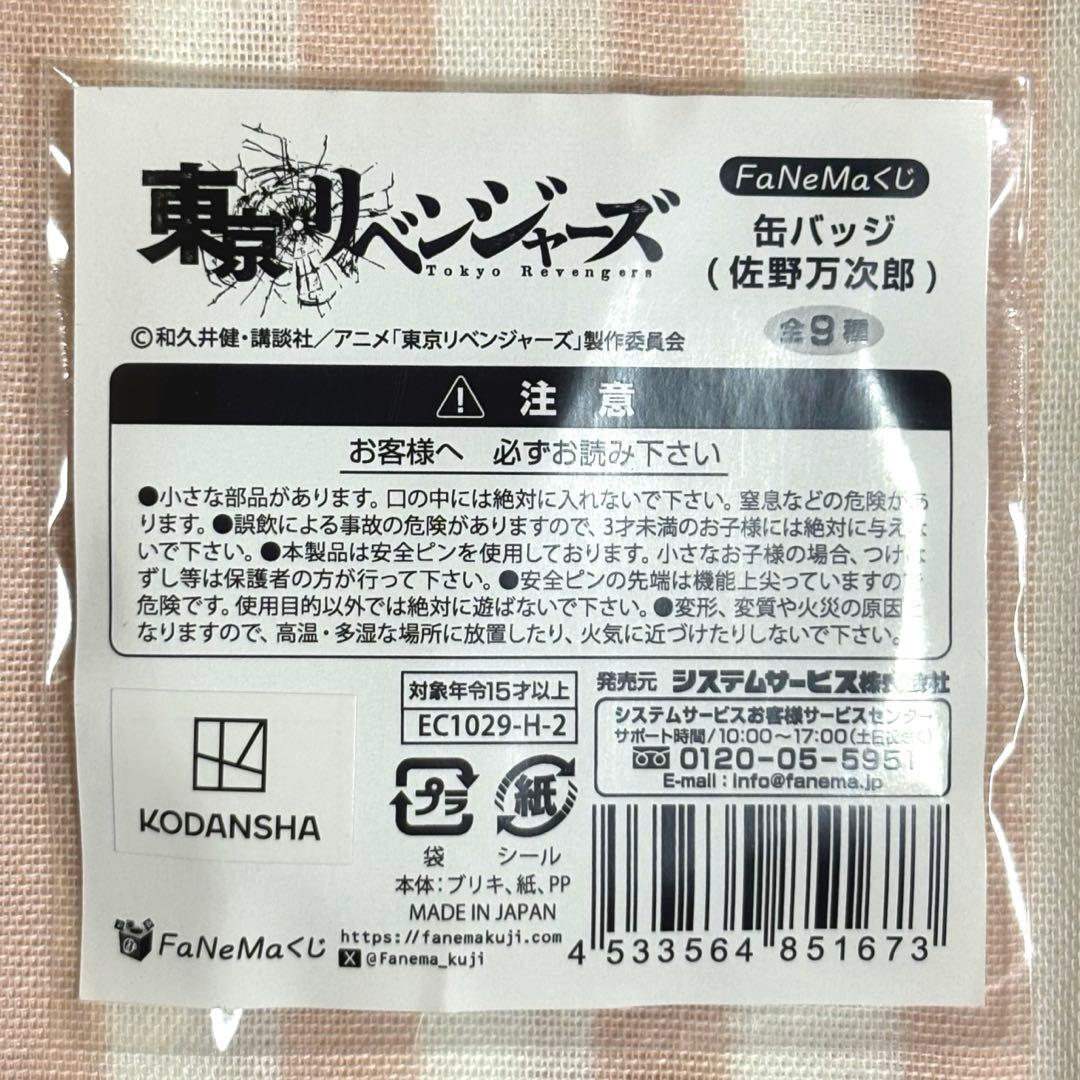 東京リベンジャーズ
Tokyo Revengers
FaNeMaくじ
缶バッジ
(佐野万次郎)
全9種
©和久井健・講談社／アニメ「東京リベンジャーズ」製作委員会
注 意
お客様へ 必ずお読み下さい
●小さな部品があります。口の中には絶対に入れないで下さい。窒息などの危険があ
ります。●誤飲による事故の危険がありますので、3才未満のお子様には絶対に与えな
いで下さい。●本製品は安全ピンを使用しております。小さなお子様の場合、つけは
ずし等は保護者の方が行って下さい。●安全ピンの先端は機能上尖っていますので
危険です。使用目的以外では絶対に遊ばないで下さい。●変形、変質や火災の原因と
なりますので、高温・多湿な場所に放置したり、火気に近づけたりしないで下さい。
対象年令15才以上
EC1029-H-2
発売元 システムサービス株式会社
システムサービスお客様サービスセンター
サポート時間/10:00～17:00(土日祝除く)
0120-05-5951
E-mail：info@fanema.jp
KODANSHA
プラ
紙
袋
シール
本体：ブリキ、紙、PP
MADE IN JAPAN
FaNeMaくじ
https://fanemakuji.com
X @Fanema_kuji
4 533564 851673